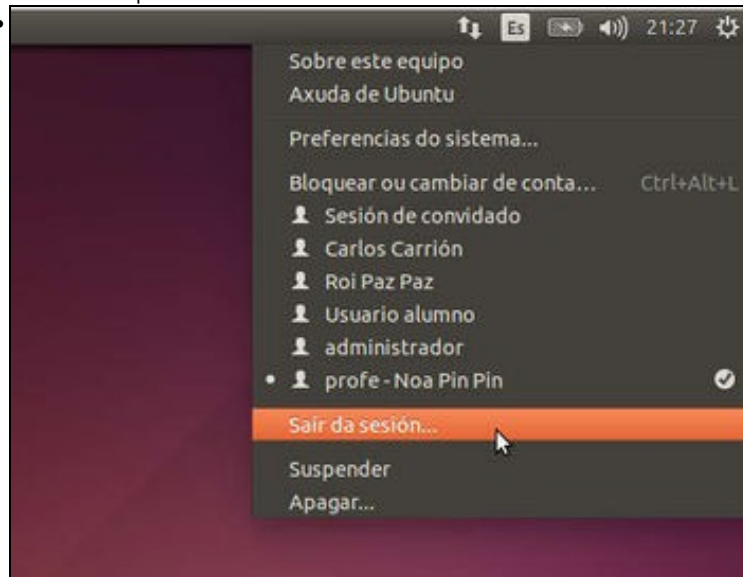 Es 21:27
Sobre este equipo
Axuda de Ubuntu
Preferencias do sistema...
Bloquear ou cambiar de conta... Ctrl+Alt+L
Sesión de convidado
Carlos Carrión
Roi Paz Paz
Usuario alumno
administrador
profe - Noa Pin Pin
Saír da sesión...
Suspender
Apagar...